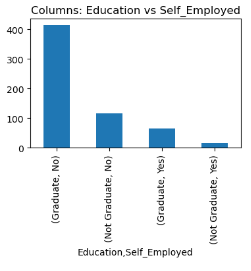 Columns: Education vs Self_Employed
400
300
200
100
0
(Graduate, No)
(Not Graduate, No)
(Graduate, Yes)
(Not Graduate, Yes)
Education,Self_Employed